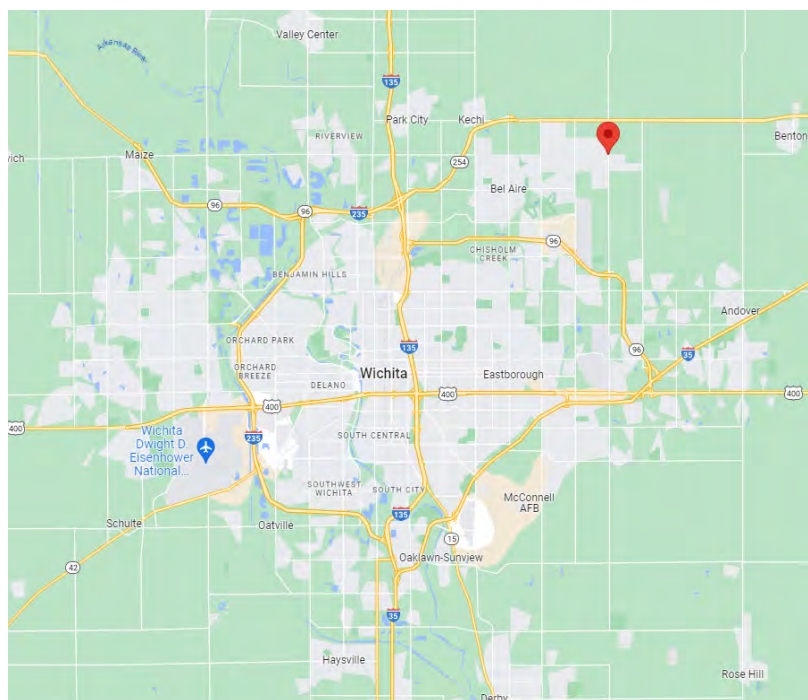 Valley Center
Arkansas River
135
Park City
Kechi
RIVERVIEW
Benton
Maize
254
Bel Aire
96
96
235
CHISHOLM
CREEK
96
BENJAMIN HILLS
Andover
ORCHARD PARK
135
96
35
ORCHARD
BREEZE
Wichita
Eastborough
DELANO
400
400
400
400
Wichita
Dwight D.
Eisenhower
National...
235
SOUTH CENTRAL
SOUTHWEST
WICHITA
SOUTH CITY
McConnell
AFB
Schulte
Oatville
135
15
Oaklawn-Sunview
42
35
Haysville
Rose Hill
Derby